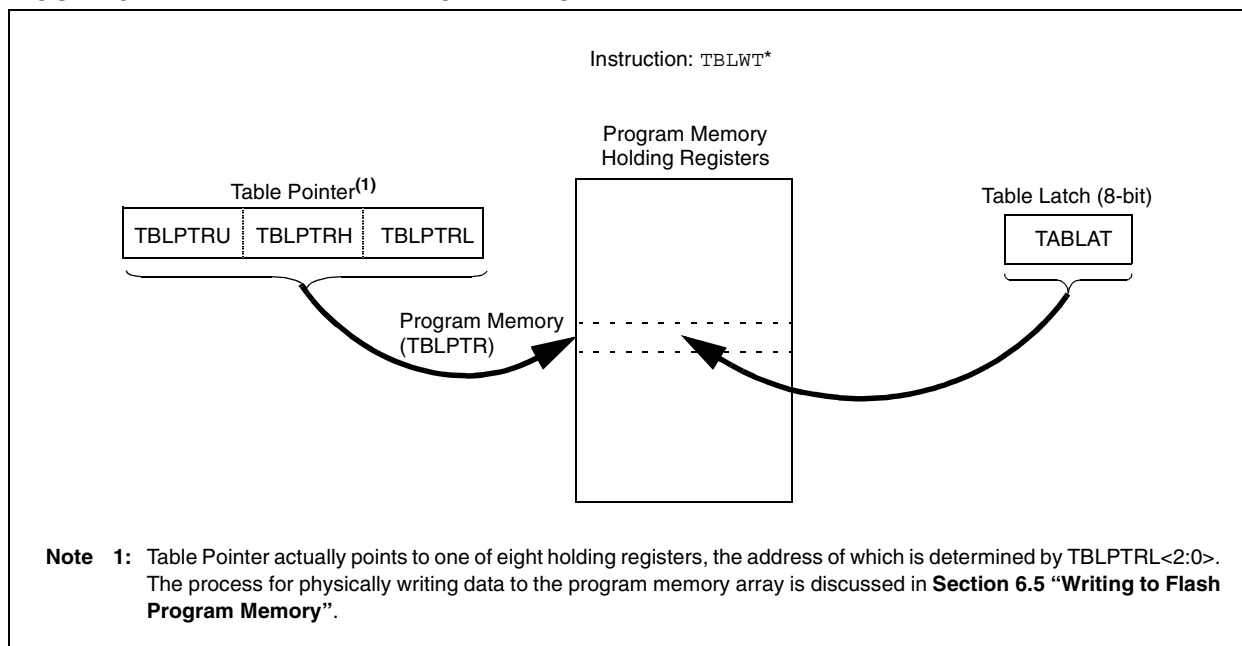 Instruction: TBLWT*
Program Memory
Holding Registers
Table Pointer(1)
Table Latch (8-bit)
TBLPTRU TBLPTRH TBLPTRL
TABLAT
Program Memory
(TBLPTR)
Note 1: Table Pointer actually points to one of eight holding registers, the address of which is determined by TBLPTRL<2:0>.
The process for physically writing data to the program memory array is discussed in Section 6.5 “Writing to Flash
Program Memory”.